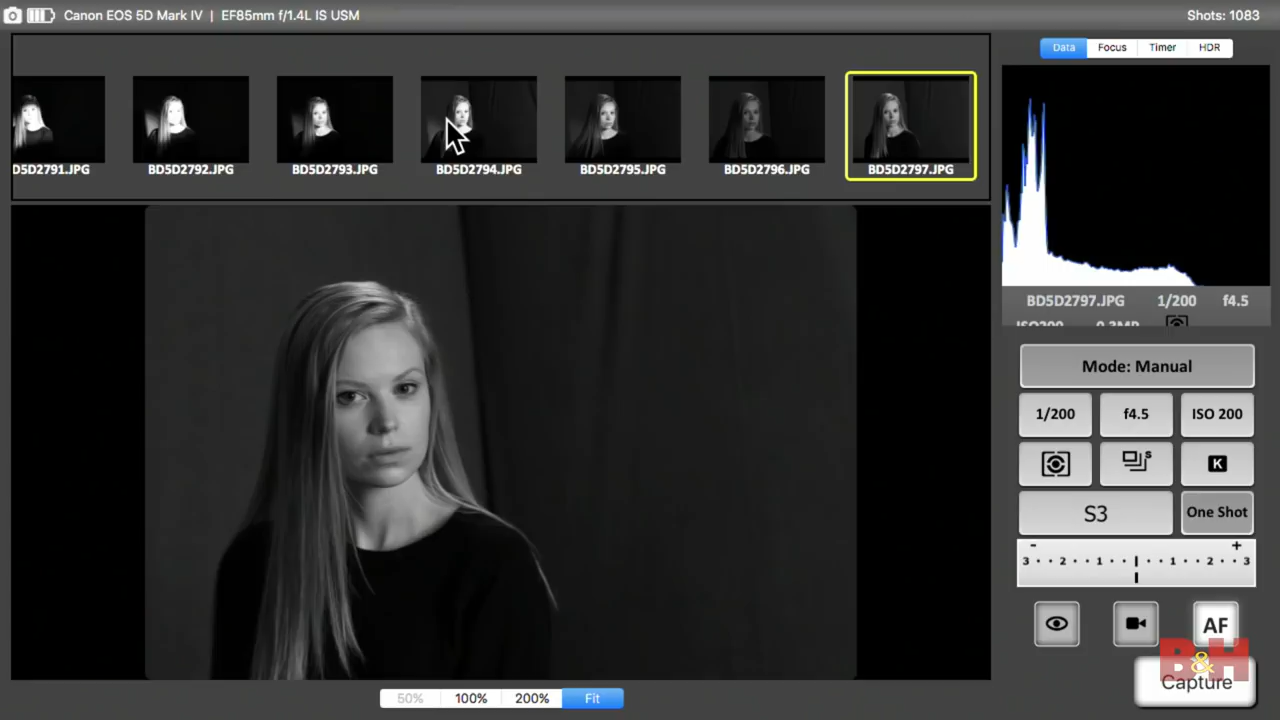 Canon EOS 5D Mark IV | EF85mm f/1.4L IS USM
Shots: 1083
D5D2791.JPG BD5D2792.JPG BD5D2793.JPG BD5D2794.JPG BD5D2795.JPG BD5D2796.JPG BD5D2797.JPG
Data Focus Timer HDR
BD5D2797.JPG 1/200 f4.5
ISO200 0.3MP
Mode: Manual
1/200 f4.5 ISO 200
S
K
S3 One Shot
- +
3 · · 2 · · 1 · · | · · 1 · · 2 · · 3
AF
B&H
Capture
50% 100% 200% Fit